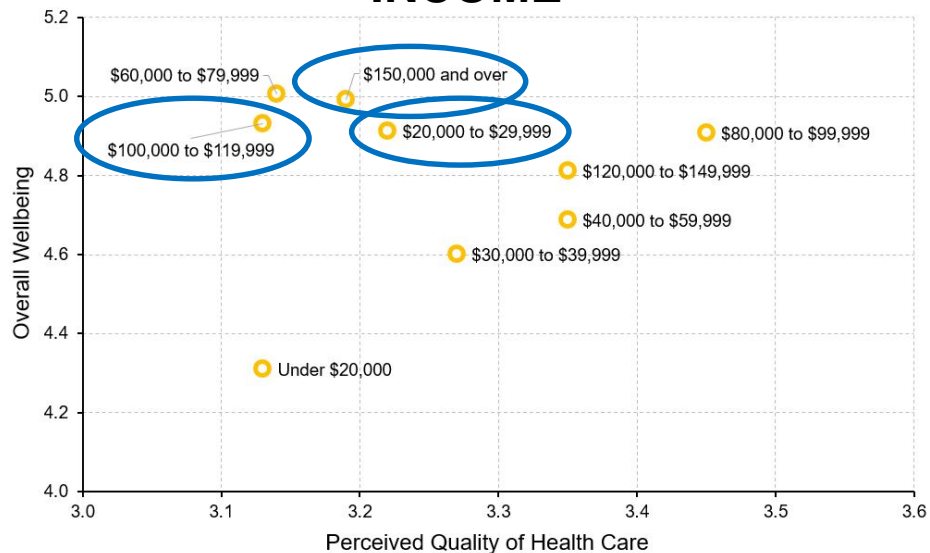 INCOME
5.2
$60,000 to $79,999
$150,000 and over
5.0
$20,000 to $29,999
$80,000 to $99,999
$100,000 to $119,999
4.8
$120,000 to $149,999
$40,000 to $59,999
4.6
$30,000 to $39,999
Overall Wellbeing
4.4
Under $20,000
4.2
4.0
3.0 3.1 3.2 3.3 3.4 3.5 3.6
Perceived Quality of Health Care